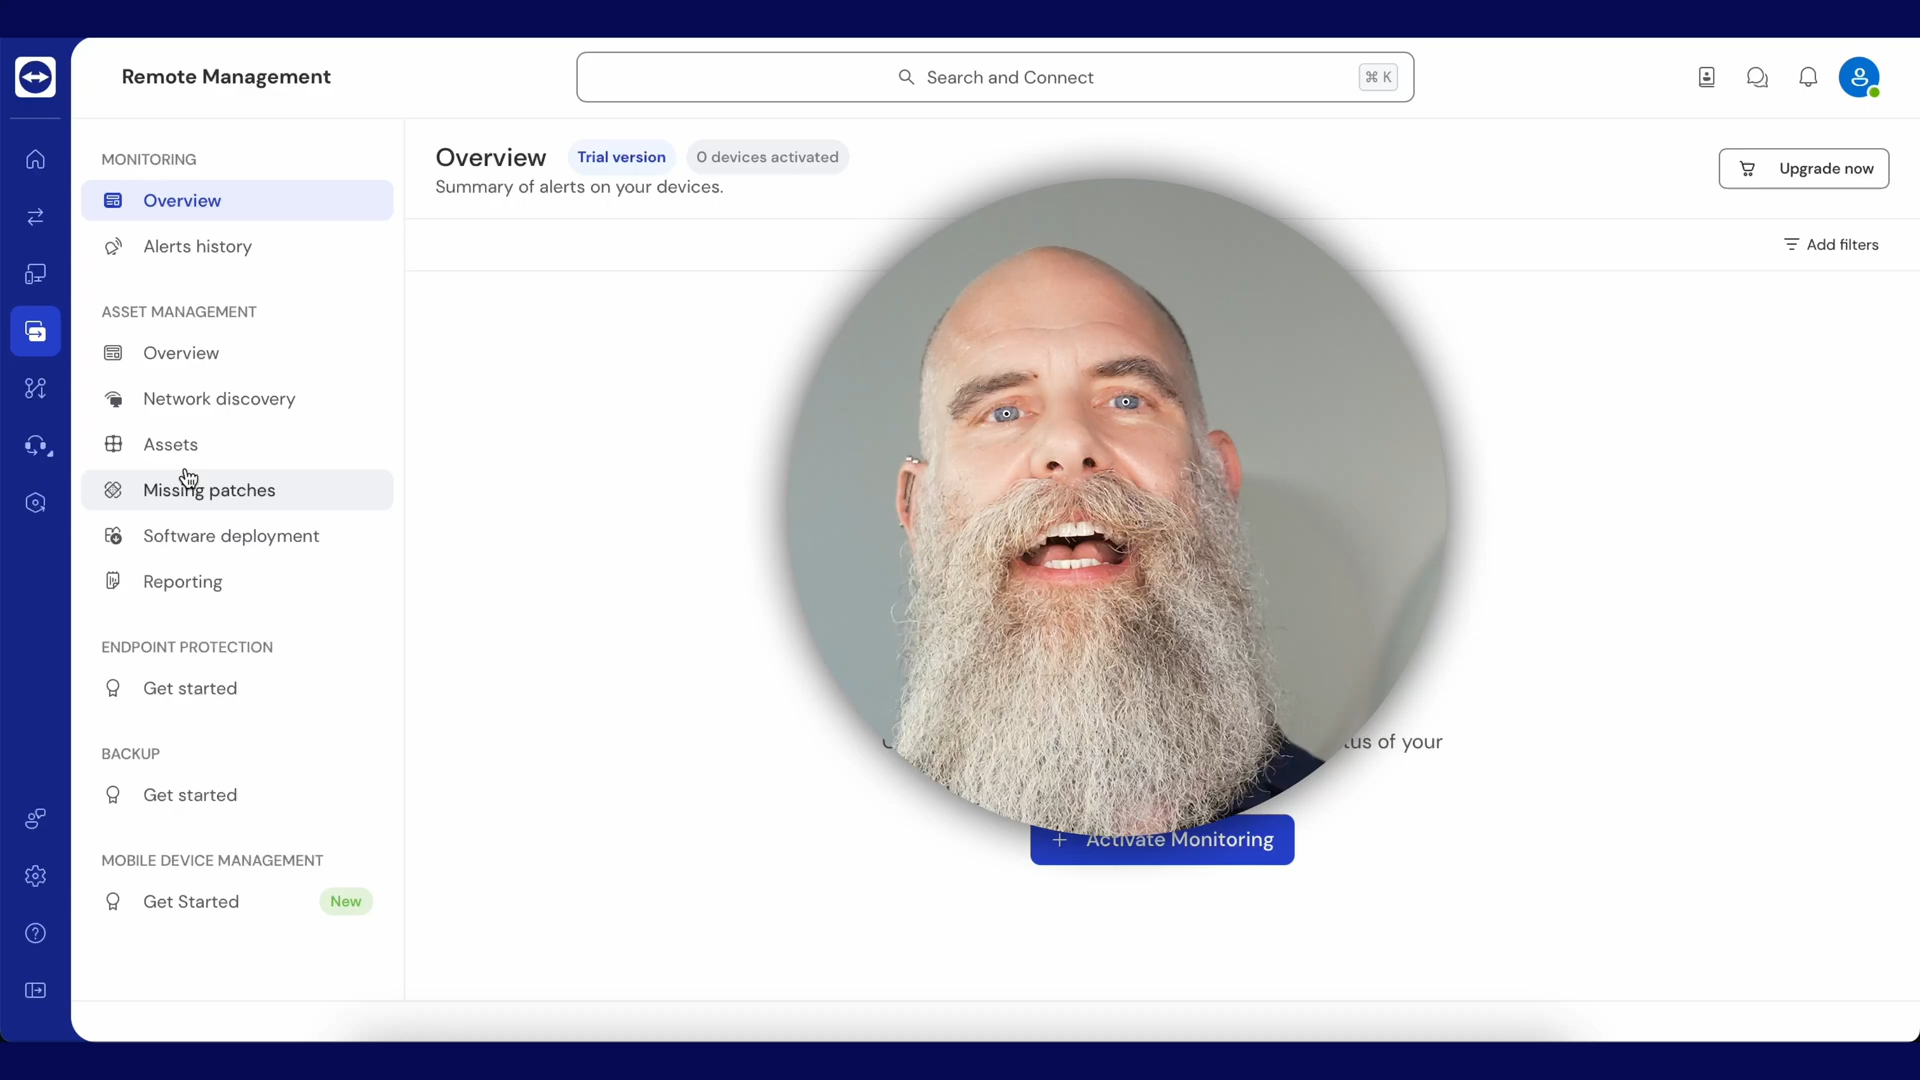 Remote Management
Search and Connect
⌘ K
MONITORING
Overview
Alerts history
ASSET MANAGEMENT
Overview
Network discovery
Assets
Missing patches
Software deployment
Reporting
ENDPOINT PROTECTION
Get started
BACKUP
Get started
MOBILE DEVICE MANAGEMENT
Get Started
New
Overview
Trial version
0 devices activated
Summary of alerts on your devices.
Upgrade now
Add filters
of your
+ Activate Monitoring